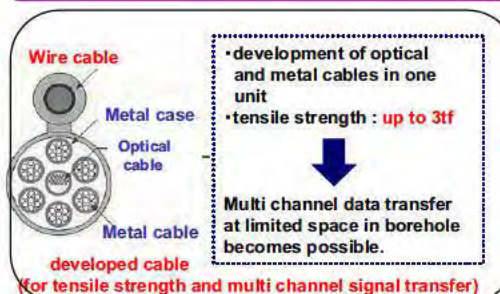 Wire cable
Metal case
Optical
cable
Metal cable
developed cable
(for tensile strength and multi channel signal transfer)
・development of optical
and metal cables in one
unit
・tensile strength : up to 3tf
Multi channel data transfer
at limited space in borehole
becomes possible.